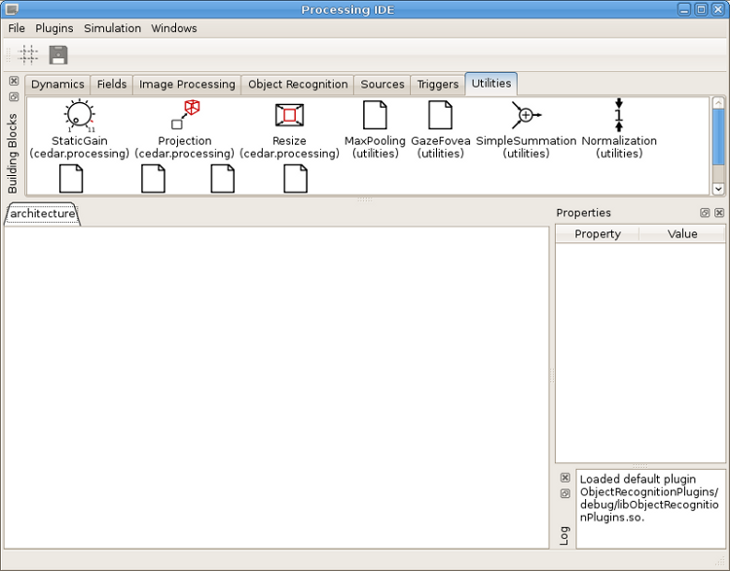 Processing IDE
File Plugins Simulation Windows
Dynamics Fields Image Processing Object Recognition Sources Triggers Utilities
Building Blocks
StaticGain Projection Resize MaxPooling GazeFovea SimpleSummation Normalization
(cedar.processing) (cedar.processing) (cedar.processing) (utilities) (utilities) (utilities) (utilities)
architecture
Properties
Property Value
Log
Loaded default plugin
ObjectRecognitionPlugins/
debug/libObjectRecognitio
nPlugins.so.